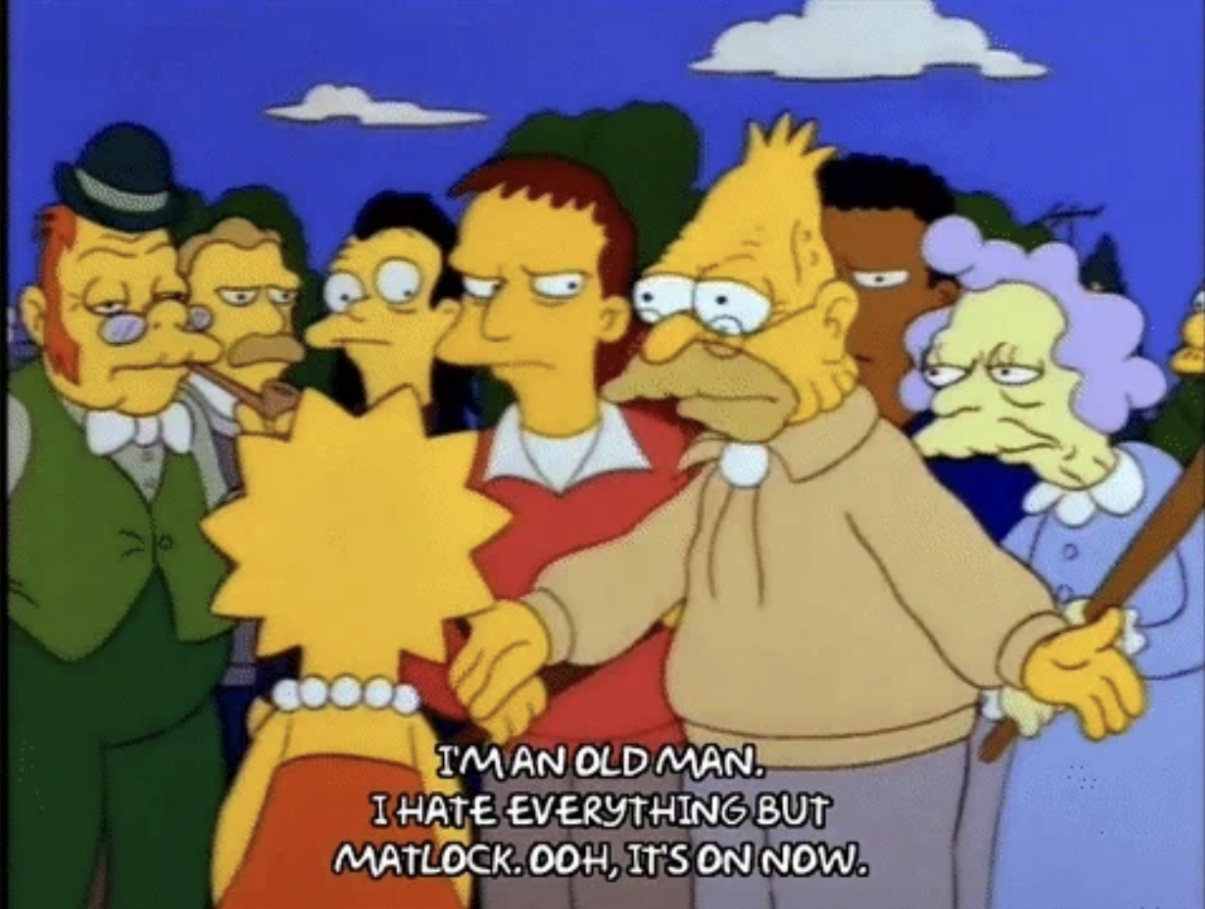 I'M AN OLD MAN.
I HATE EVERYTHING BUT
MATLOCK. OOH, IT'S ON NOW.